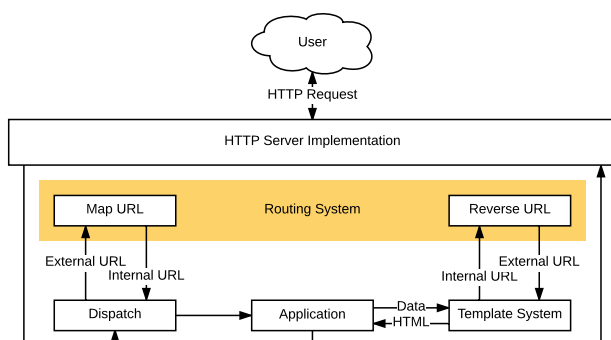 User
HTTP Request
HTTP Server Implementation
Map URL
Routing System
Reverse URL
External URL
Internal URL
External URL
Internal URL
Dispatch
Application
Data
HTML
Template System